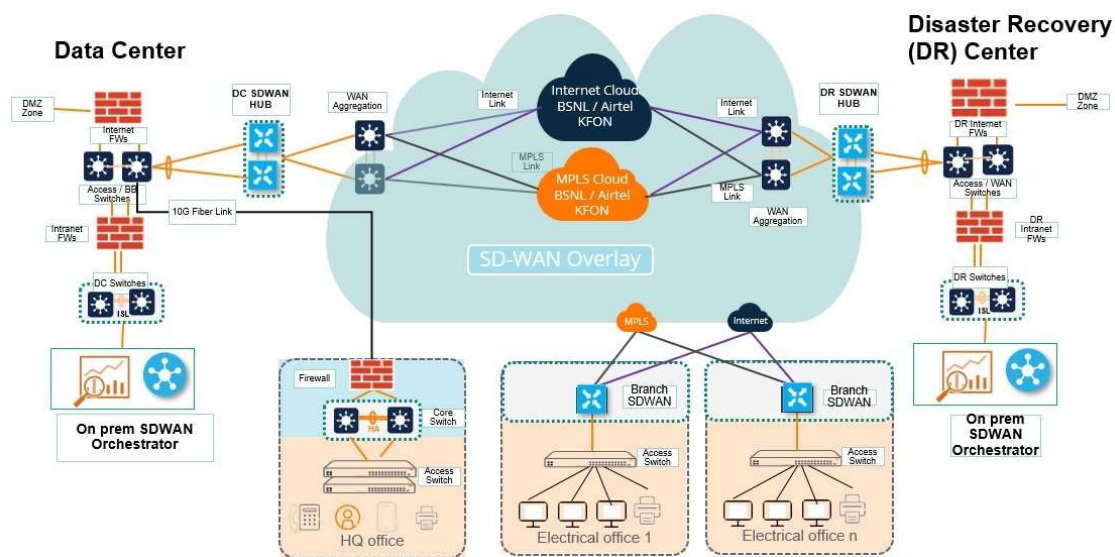 Data Center
Disaster Recovery
(DR) Center
DMZ
Zone
Internet
FWs
DC SDWAN
HUB
WAN
Aggregation
Internet
Link
Internet Cloud
BSNL / Airtel
KFON
Internet
Link
DR SDWAN
HUB
DR Internet
FWs
DMZ
Zone
MPLS
Link
MPLS Cloud
BSNL / Airtel
KFON
MPLS
Link
WAN
Aggregation
Access / BB
Switches
Access / WAN
Switches
10G Fiber Link
Intranet
FWs
DR
Intranet
FWs
SD-WAN Overlay
DC Switches
ISL
DR Switches
ISL
MPLS
Internet
On prem SDWAN
Orchestrator
On prem
SDWAN
Orchestrator
Firewall
HA
Core
Switch
Access
Switch
HQ office
Branch
SDWAN
Access
Switch
Electrical office 1
Branch
SDWAN
Access
Switch
Electrical office n